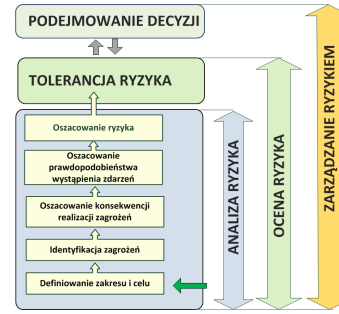 PODEJMOWANIE DECYZJI
TOLERANCJA RYZYKA
Oszacowanie ryzyka
Oszacowanie
prawdopodobieństwa
wystąpienia zdarzeń
Oszacowanie konsekwencji
realizacji zagrożeń
Identyfikacja zagrożeń
Definiowanie zakresu i celu
ANALIZA RYZYKA
OCENA RYZYKA
ZARZĄDZANIE RYZYKIEM